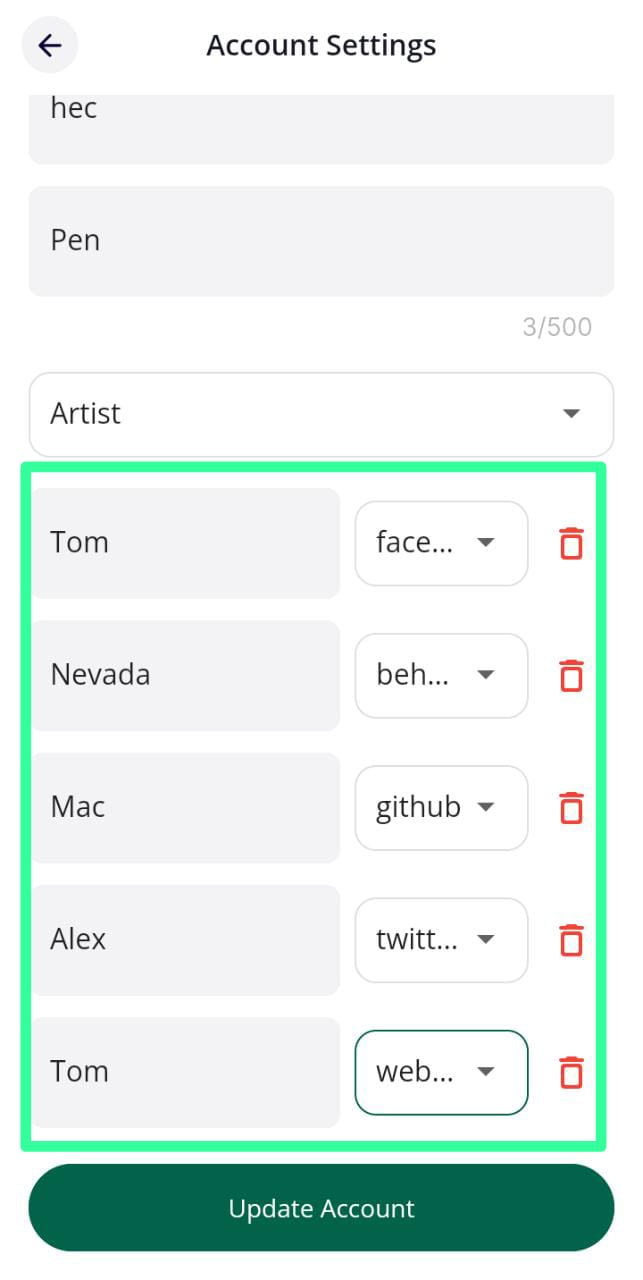 Account Settings
hec
Pen
3/500
Artist
Tom face...
Nevada beh...
Mac github
Alex twitt...
Tom web...
Update Account